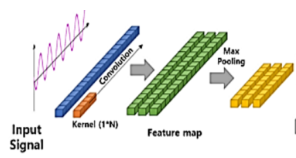 Convolution
Max
Pooling
Input
Signal
Kernel (1*N)
Feature map